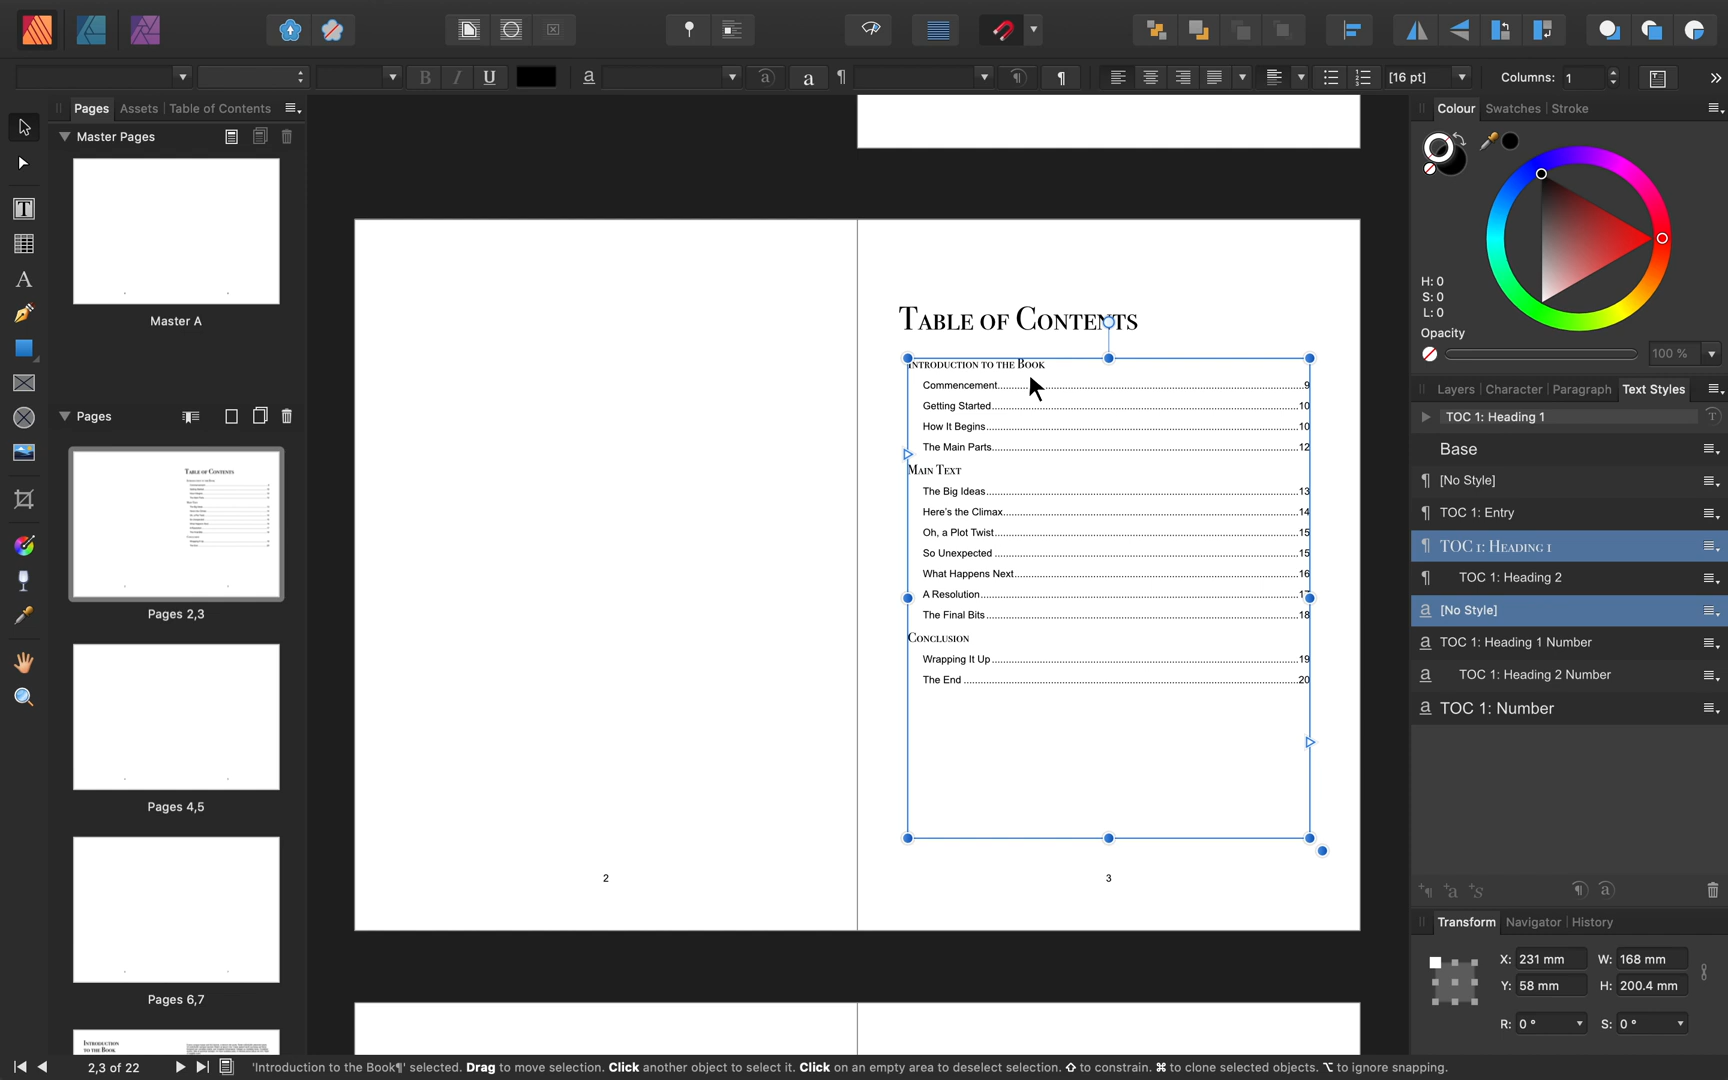 B I U a a a ¶ ¶ ¶ [16 pt] Columns: 1 »
Pages Assets Table of Contents
Master Pages
Master A
Pages
TABLE OF CONTENTS
Pages 2,3
Pages 4,5
Pages 6,7
INTRODUCTION
TO THE BOOK
TABLE OF CONTENTS
INTRODUCTION TO THE BOOK
Commencement 9
Getting Started 10
How It Begins 10
The Main Parts 12
MAIN TEXT
The Big Ideas 13
Here's the Climax 14
Oh, a Plot Twist 15
So Unexpected 15
What Happens Next 16
A Resolution 17
The Final Bits 18
CONCLUSION
Wrapping It Up 19
The End 20
2
3
Colour Swatches Stroke
H: 0
S: 0
L: 0
Opacity
100 %
Layers Character Paragraph Text Styles
TOC 1: Heading 1
Base
¶ [No Style]
¶ TOC 1: Entry
¶ TOC 1: HEADING 1
¶ TOC 1: Heading 2
a [No Style]
a TOC 1: Heading 1 Number
a TOC 1: Heading 2 Number
a TOC 1: Number
Transform Navigator History
X: 231 mm W: 168 mm
Y: 58 mm H: 200.4 mm
R: 0 ° S: 0 °
2,3 of 22
'Introduction to the Book¶' selected. Drag to move selection. Click another object to select it. Click on an empty area to deselect selection. ⇧ to constrain. ⌘ to clone selected objects. ⌥ to ignore snapping.